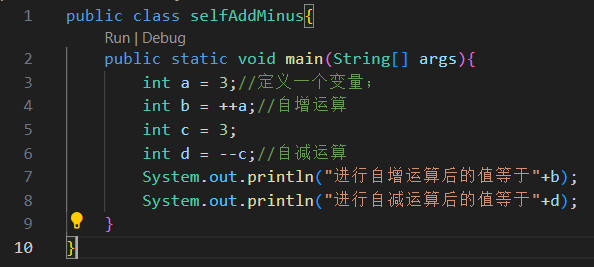 1 public class selfAddMinus{
Run | Debug
2 public static void main(String[] args){
3 int a = 3;//定义一个变量；
4 int b = ++a;//自增运算
5 int c = 3;
6 int d = --c;//自减运算
7 System.out.println("进行自增运算后的值等于"+b);
8 System.out.println("进行自减运算后的值等于"+d);
9 }
10 }